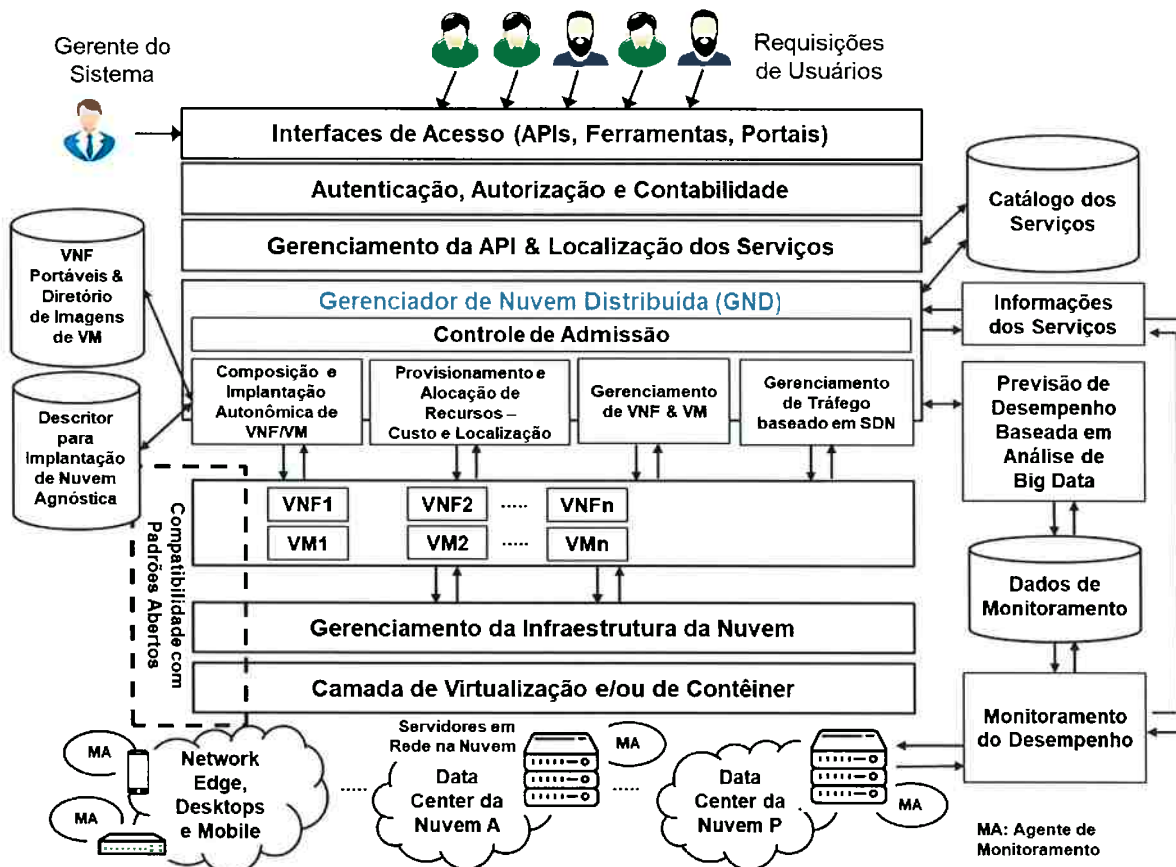 Gerente do
Sistema
Requisições
de Usuários
Interfaces de Acesso (APIs, Ferramentas, Portais)
Autenticação, Autorização e Contabilidade
Gerenciamento da API & Localização dos Serviços
Catálogo dos
Serviços
VNF
Portáveis &
Diretório
de Imagens
de VM
Gerenciador de Nuvem Distribuída (GND)
Controle de Admissão
Informações
dos Serviços
Composição e
Implantação
Autonômica de
VNF/VM
Provisionamento e
Alocação de
Recursos –
Custo e Localização
Gerenciamento
de VNF & VM
Gerenciamento
de Tráfego
baseado em SDN
Previsão de
Desempenho
Baseada em
Análise de
Big Data
Descritor
para
Implantação
de Nuvem
Agnóstica
Compatibilidade com
Padrões Abertos
VNF1
VNF2
.....
VNFn
VM1
VM2
.....
VMn
Dados de
Monitoramento
Gerenciamento da Infraestrutura da Nuvem
Camada de Virtualização e/ou de Contêiner
Monitoramento
do Desempenho
MA
MA
Network
Edge,
Desktops
e Mobile
.....
Servidores em
Rede na Nuvem
MA
Data
Center da
Nuvem A
.....
Data
Center da
Nuvem P
MA
MA: Agente de
Monitoramento